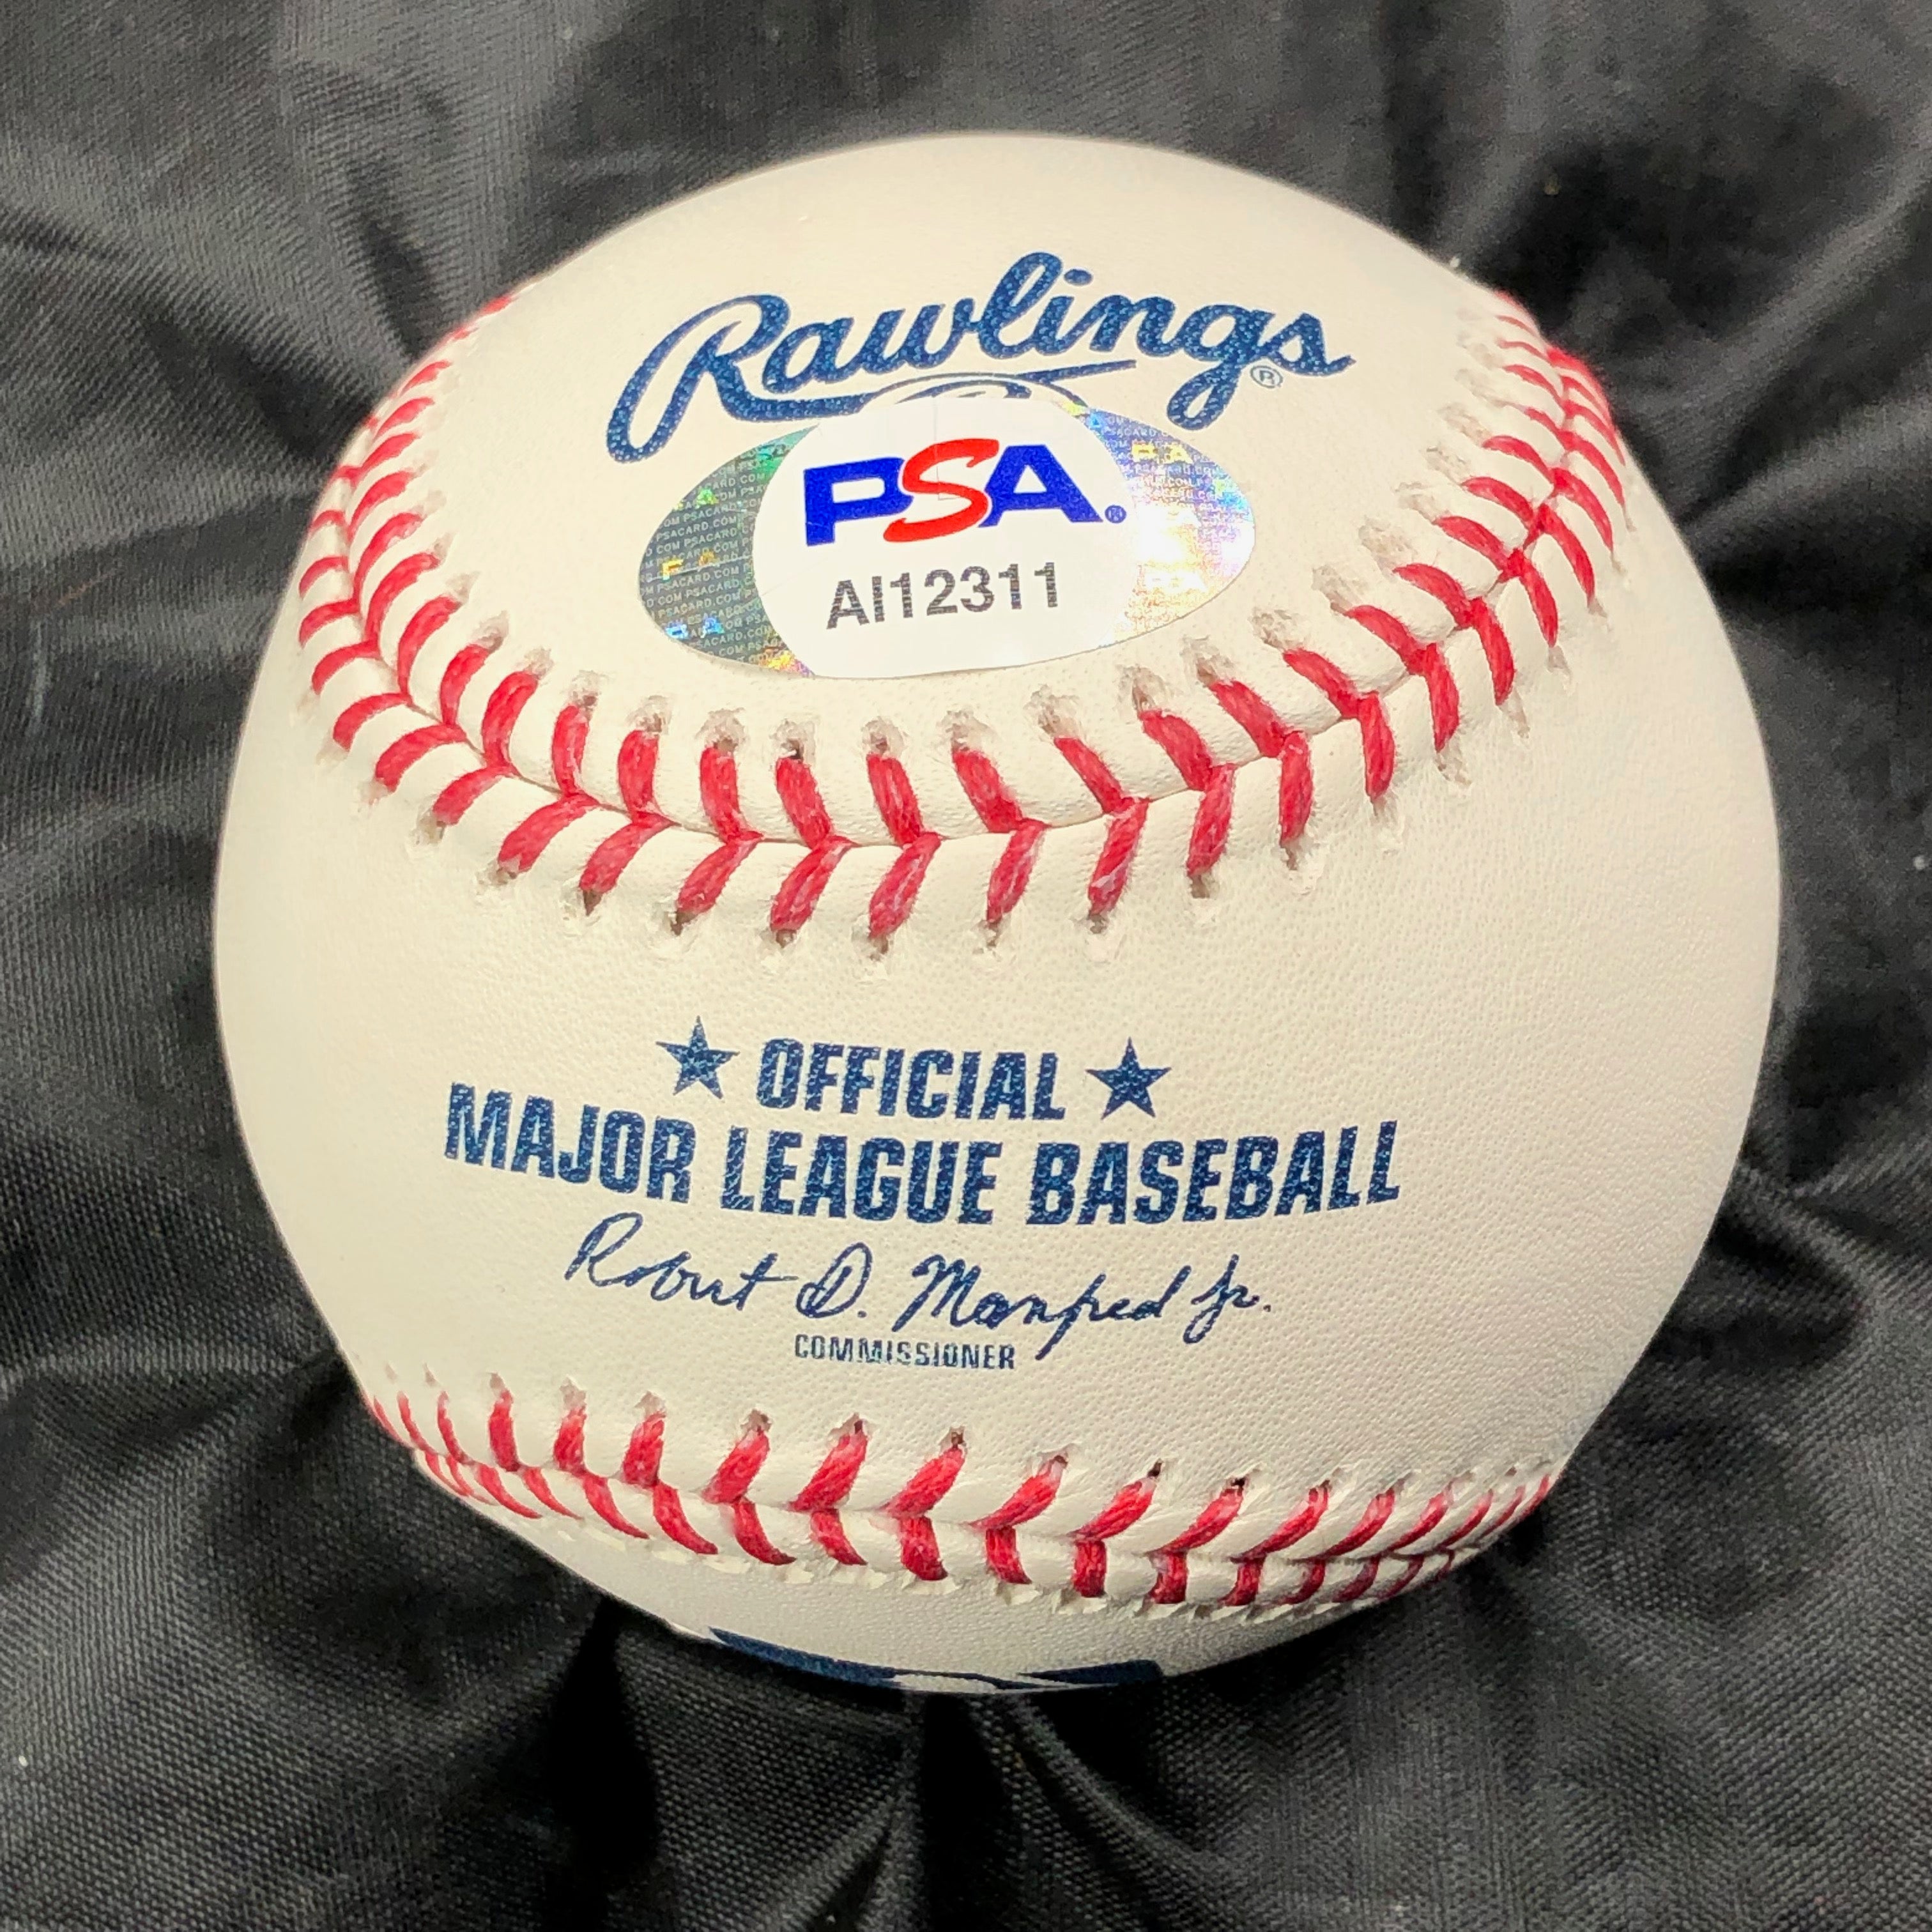 Rawlings®
PSA®
AI12311
OFFICIAL
MAJOR LEAGUE BASEBALL
Robert D. Manfred Jr.
COMMISSIONER